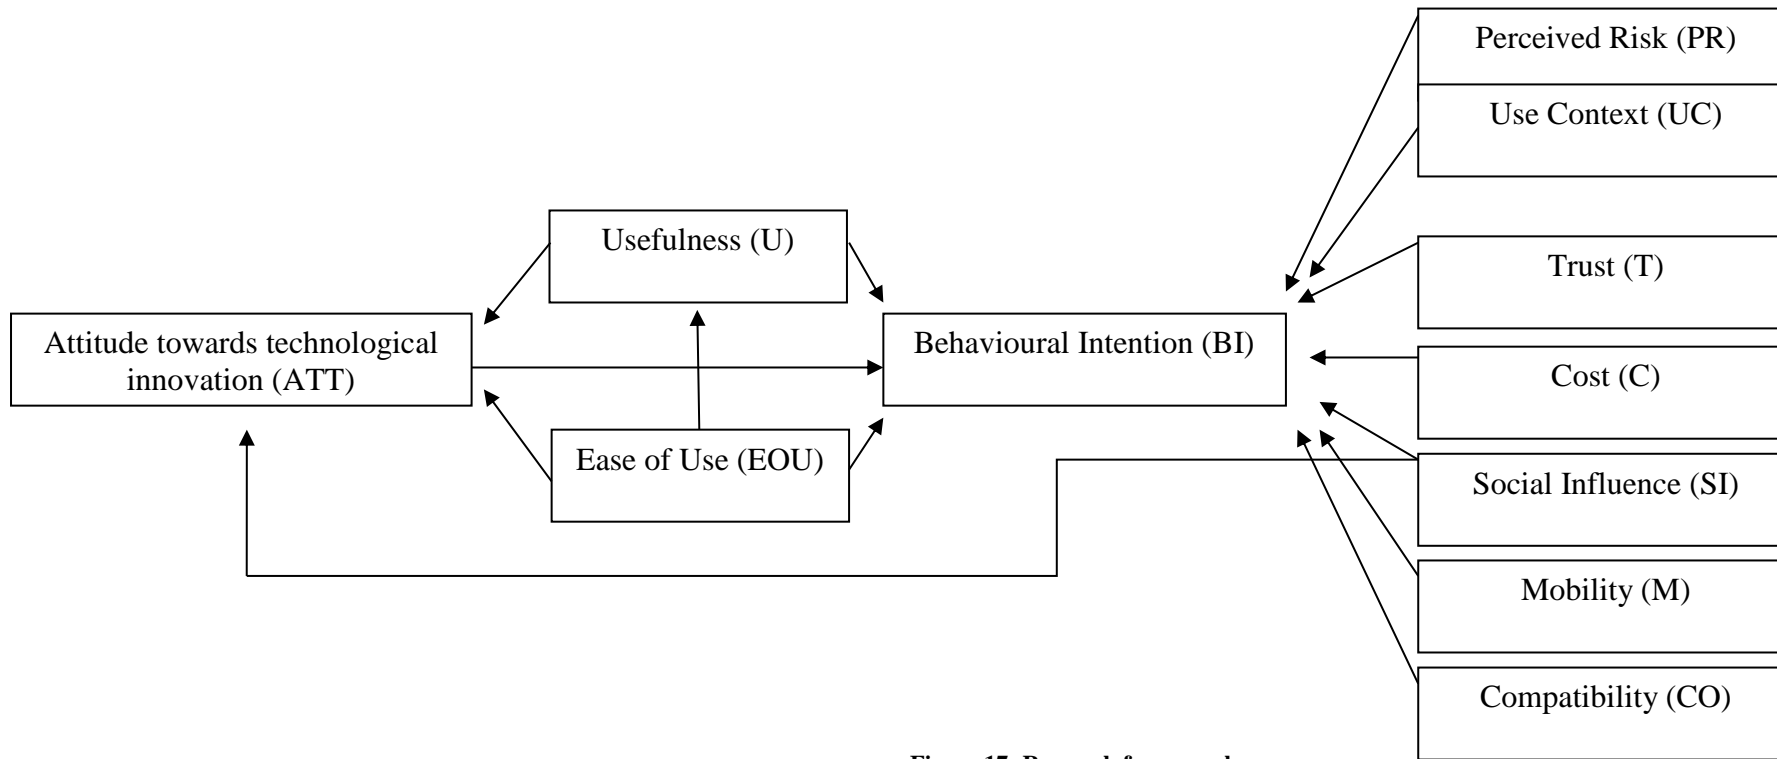 Perceived Risk (PR)
Use Context (UC)
Usefulness (U)
Trust (T)
Attitude towards technological
innovation (ATT)
Behavioural Intention (BI)
Cost (C)
Ease of Use (EOU)
Social Influence (SI)
Mobility (M)
Compatibility (CO)